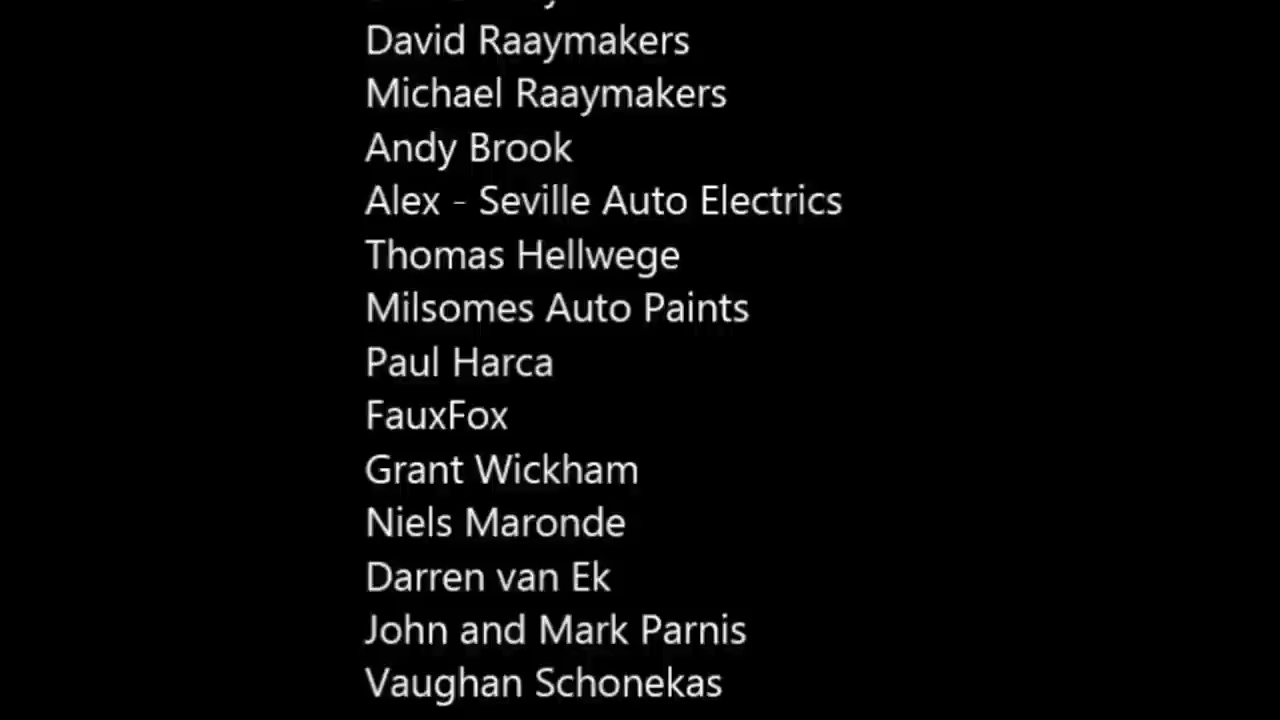 David Raaymakers
Michael Raaymakers
Andy Brook
Alex - Seville Auto Electrics
Thomas Hellwege
Milsomes Auto Paints
Paul Harca
FauxFox
Grant Wickham
Niels Maronde
Darren van Ek
John and Mark Parnis
Vaughan Schonekas